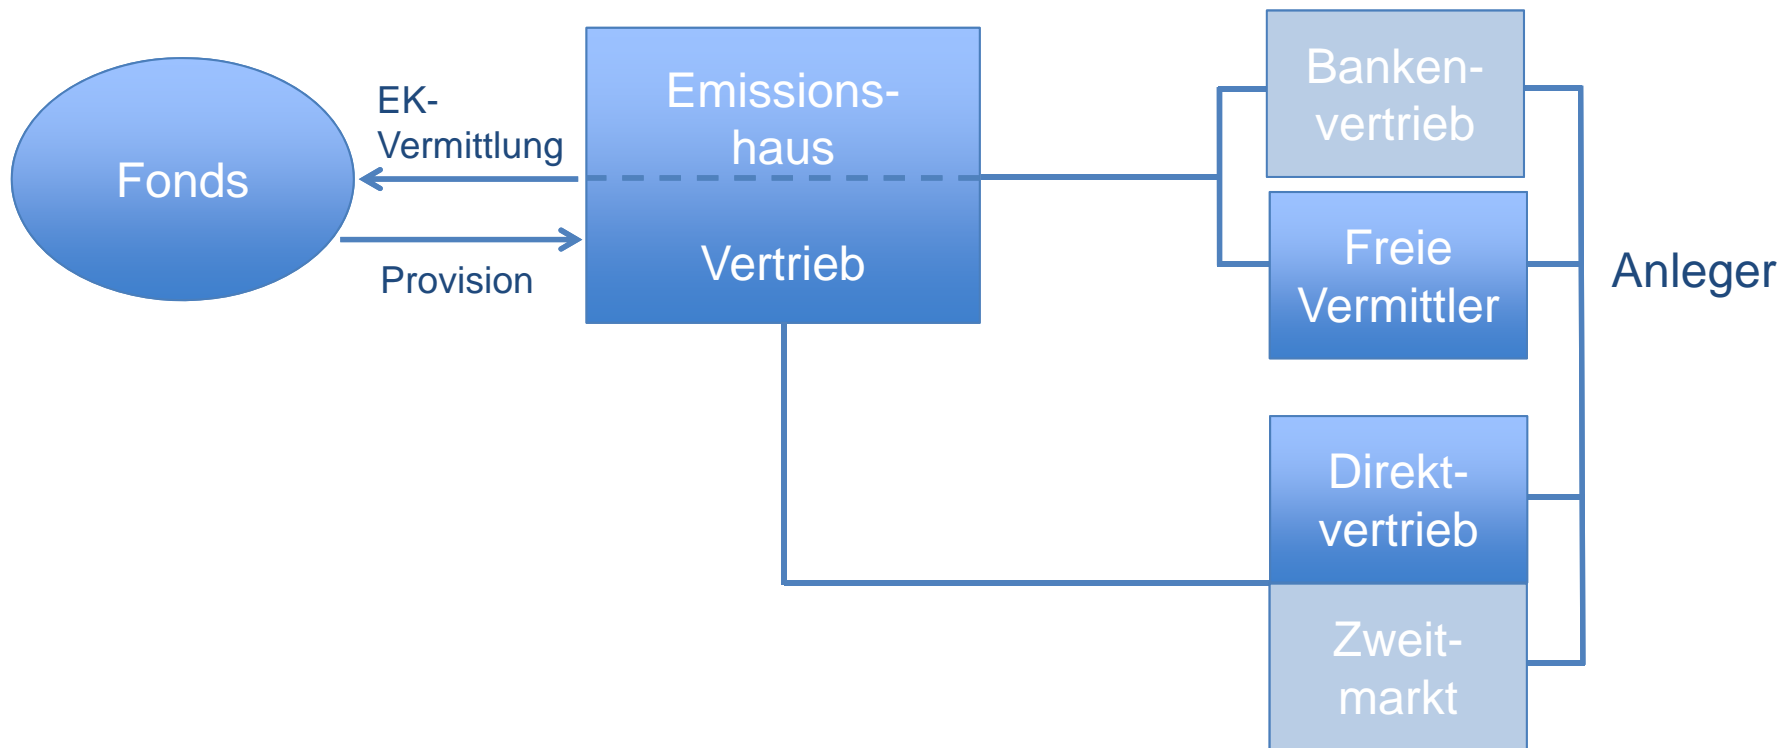 Fonds
EK-
Vermittlung
Provision
Emissions-
haus
Vertrieb
Banken-
vertrieb
Freie
Vermittler
Direkt-
vertrieb
Zweit-
markt
Anleger